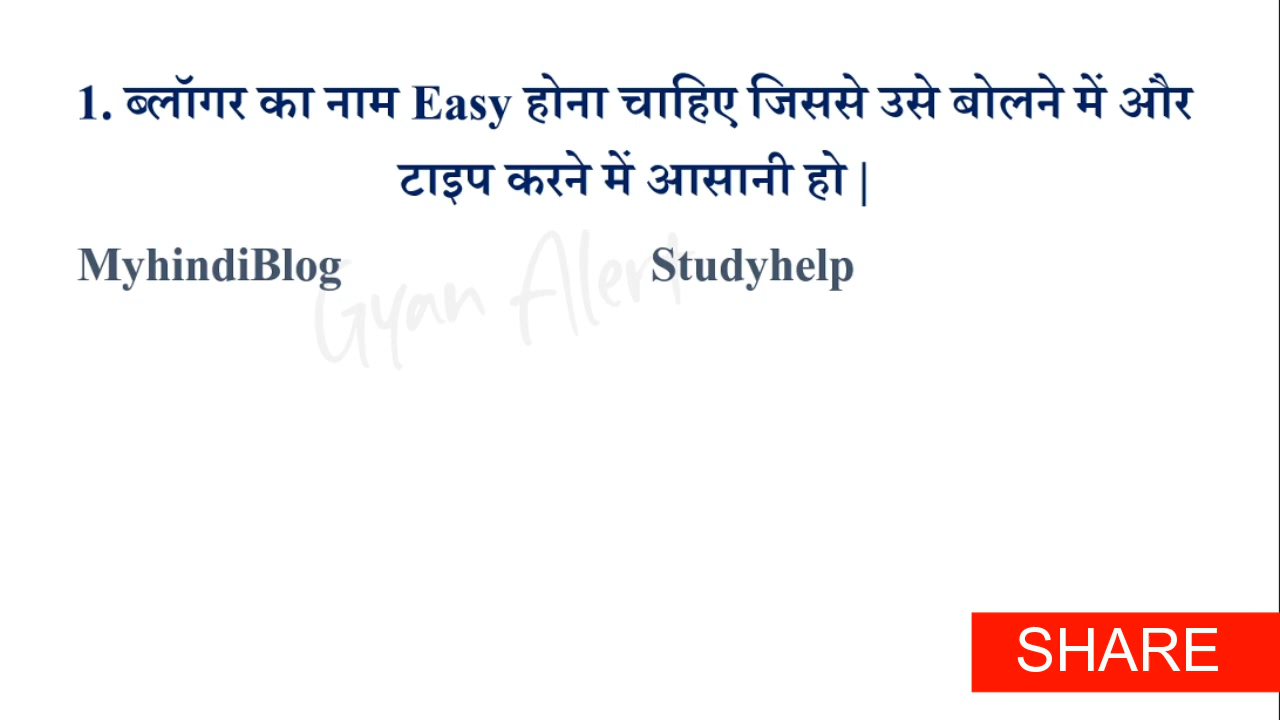 1. ब्लॉगर का नाम Easy होना चाहिए जिससे उसे बोलने में और
टाइप करने में आसानी हो |
MyhindiBlog Studyhelp
Gyan Alert
SHARE